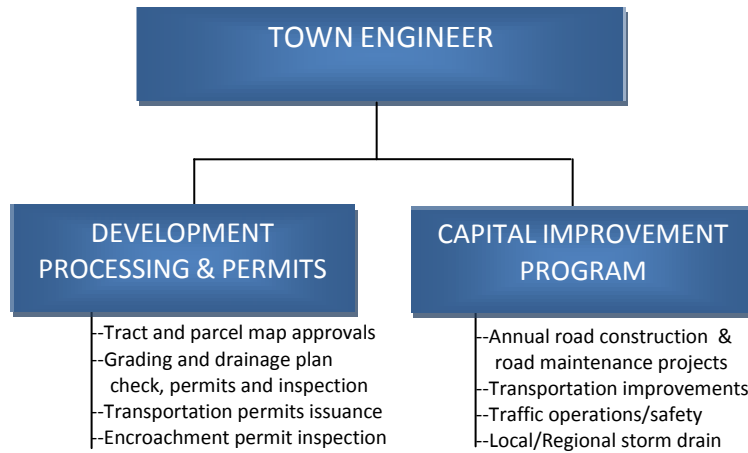 TOWN ENGINEER
DEVELOPMENT
PROCESSING & PERMITS
--Tract and parcel map approvals
--Grading and drainage plan
check, permits and inspection
--Transportation permits issuance
--Encroachment permit inspection
CAPITAL IMPROVEMENT
PROGRAM
--Annual road construction &
road maintenance projects
--Transportation improvements
--Traffic operations/safety
--Local/Regional storm drain